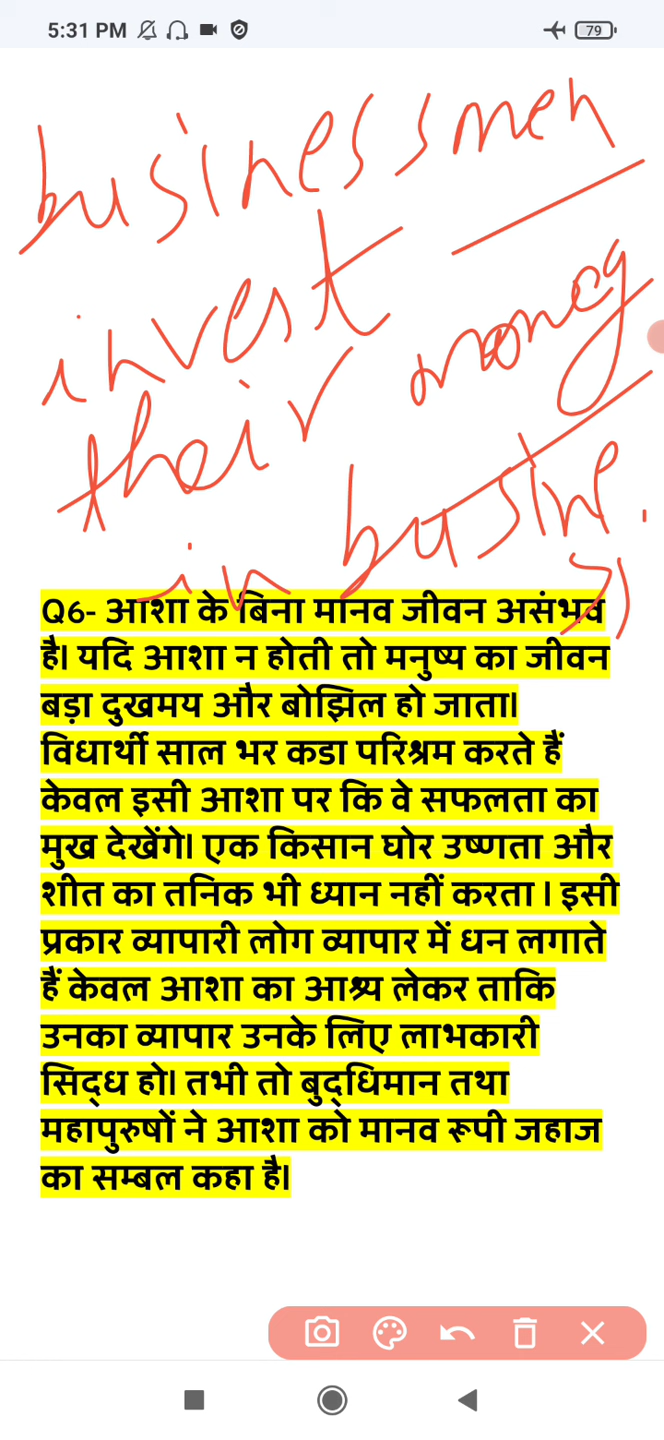 5:31 PM
79
businessmen
invest
their money
in business
Q6- आशा के बिना मानव जीवन असंभव
है। यदि आशा न होती तो मनुष्य का जीवन
बड़ा दुखमय और बोझिल हो जाता।
विधार्थी साल भर कडा परिश्रम करते हैं
केवल इसी आशा पर कि वे सफलता का
मुख देखेंगे। एक किसान घोर उष्णता और
शीत का तनिक भी ध्यान नहीं करता । इसी
प्रकार व्यापारी लोग व्यापार में धन लगाते
हैं केवल आशा का आश्र्य लेकर ताकि
उनका व्यापार उनके लिए लाभकारी
सिद्ध हो। तभी तो बुद्धिमान तथा
महापुरुषों ने आशा को मानव रूपी जहाज
का सम्बल कहा है।